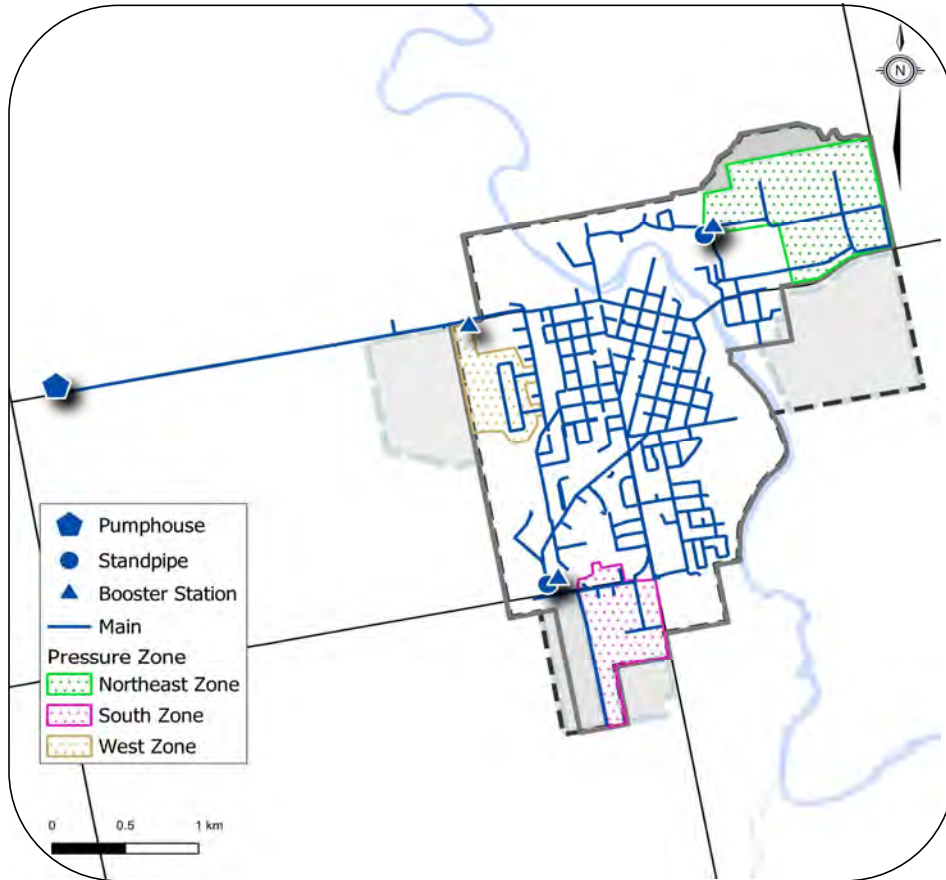 N
Pumphouse
Standpipe
Booster Station
Main
Pressure Zone
Northeast Zone
South Zone
West Zone
0 0.5 1 km